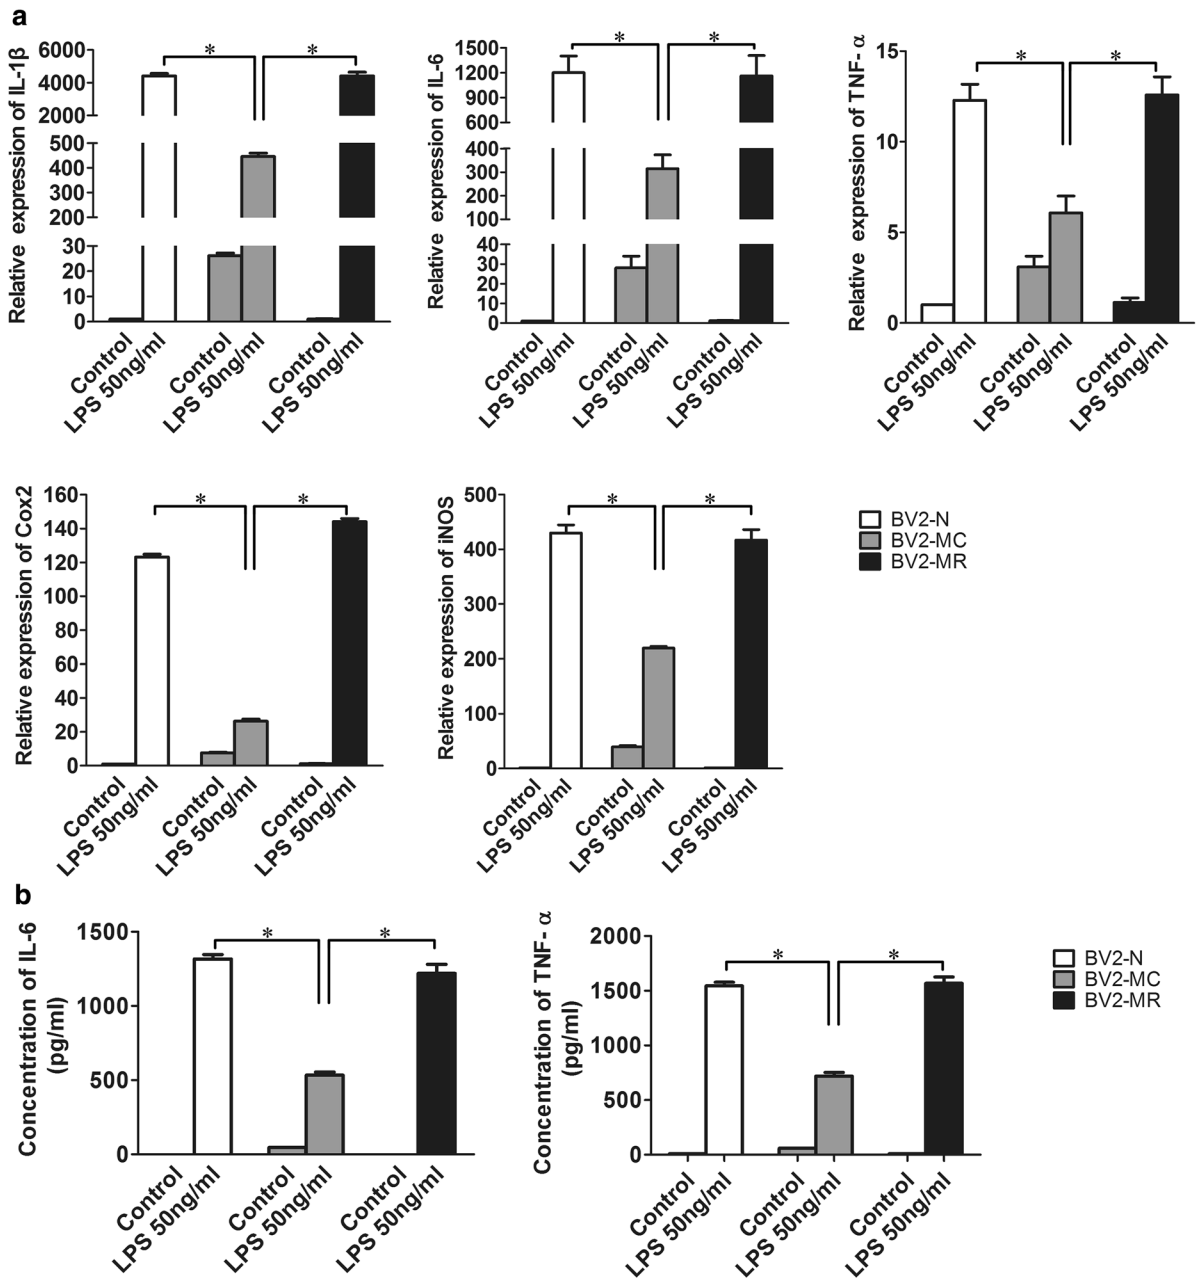 a
Relative expression of IL-1β
6000
4000
2000
500
400
300
200
30
20
10
0
* *
Control
LPS 50ng/ml
Control
LPS 50ng/ml
Control
LPS 50ng/ml
Relative expression of IL-6
1500
1200
900
600
400
300
200
100
40
30
20
10
0
* *
Control
LPS 50ng/ml
Control
LPS 50ng/ml
Control
LPS 50ng/ml
Relative expression of TNF- α
15
10
5
0
* *
Control
LPS 50ng/ml
Control
LPS 50ng/ml
Control
LPS 50ng/ml
Relative expression of Cox2
160
140
120
100
80
60
40
20
0
* *
Control
LPS 50ng/ml
Control
LPS 50ng/ml
Control
LPS 50ng/ml
Relative expression of iNOS
500
400
300
200
100
0
* *
Control
LPS 50ng/ml
Control
LPS 50ng/ml
Control
LPS 50ng/ml
BV2-N
BV2-MC
BV2-MR
b
Concentration of IL-6
(pg/ml)
1500
1000
500
0
* *
Control
LPS 50ng/ml
Control
LPS 50ng/ml
Control
LPS 50ng/ml
Concentration of TNF- α
(pg/ml)
2000
1500
1000
500
0
* *
Control
LPS 50ng/ml
Control
LPS 50ng/ml
Control
LPS 50ng/ml
BV2-N
BV2-MC
BV2-MR